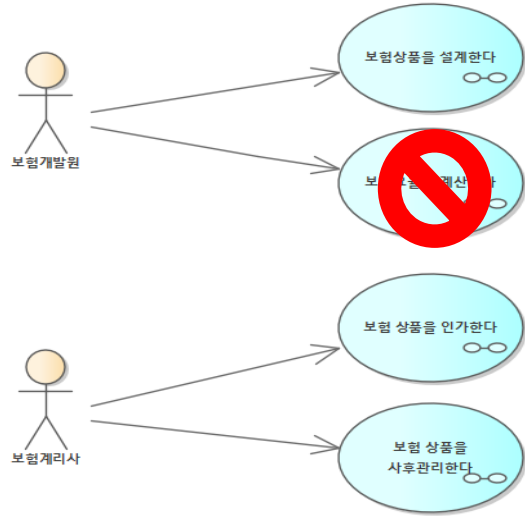 보험상품을 설계한다
보험개발원
보험 상품을 인가한다
보험 상품을
사후관리한다
보험계리사